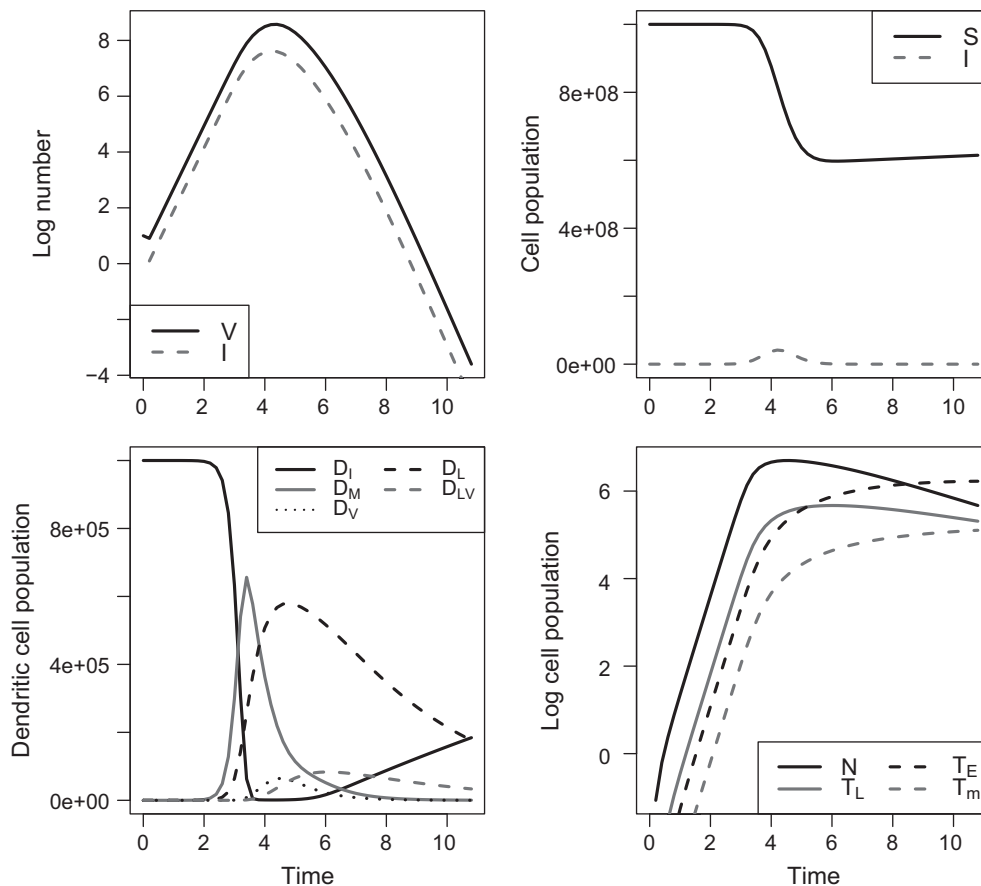 8
6
4
2
0
−4
Log number
V
I
0 2 4 6 8 10
8e+08
4e+08
0e+00
Cell population
S
I
0 2 4 6 8 10
8e+05
4e+05
0e+00
Dendritic cell population
D_I D_L
D_M D_LV
D_V
0 2 4 6 8 10
Time
6
4
2
0
Log cell population
N T_E
T_L T_m
0 2 4 6 8 10
Time